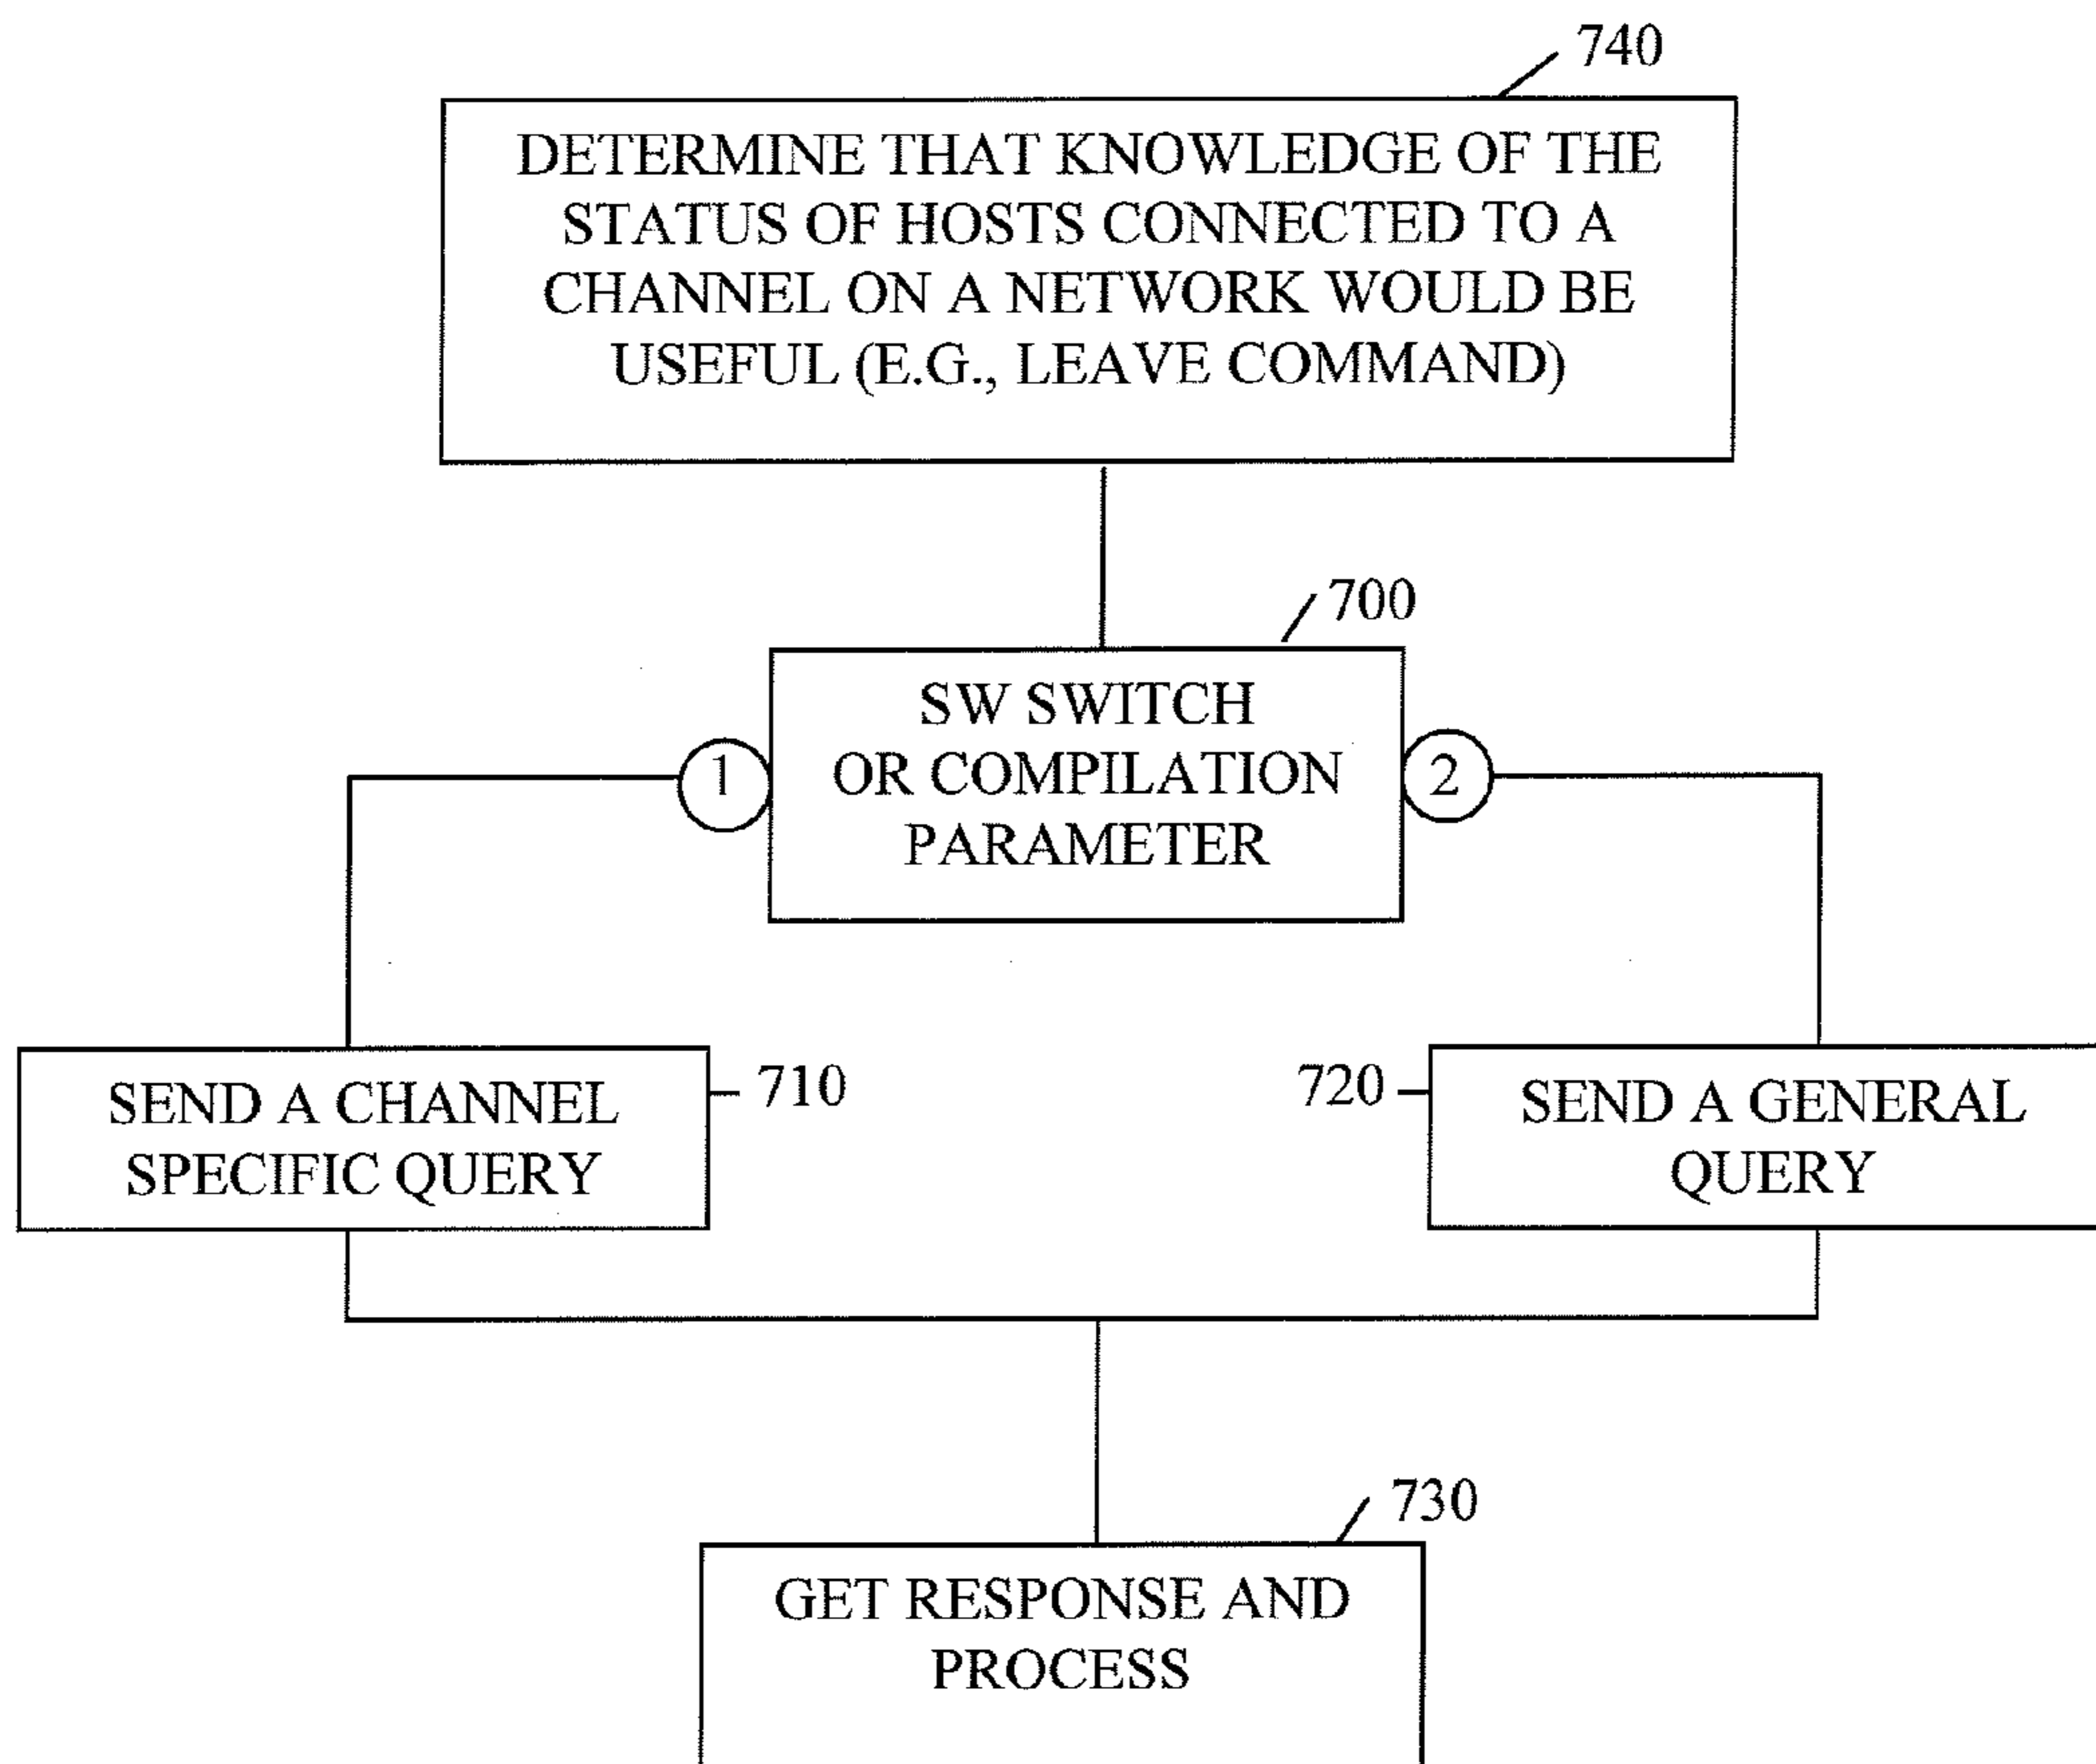 740
DETERMINE THAT KNOWLEDGE OF THE
STATUS OF HOSTS CONNECTED TO A
CHANNEL ON A NETWORK WOULD BE
USEFUL (E.G., LEAVE COMMAND)
700
SW SWITCH
OR COMPILATION
PARAMETER
1
2
SEND A CHANNEL
SPECIFIC QUERY
710
720
SEND A GENERAL
QUERY
730
GET RESPONSE AND
PROCESS